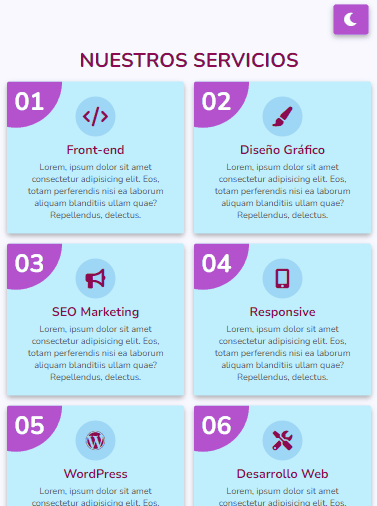 NUESTROS SERVICIOS
01
Front-end
Lorem, ipsum dolor sit amet
consectetur adipisicing elit. Eos,
totam perferendis nisi ea laborum
aliquam blanditiis ullam quae?
Repellendus, delectus.
02
Diseño Gráfico
Lorem, ipsum dolor sit amet
consectetur adipisicing elit. Eos,
totam perferendis nisi ea laborum
aliquam blanditiis ullam quae?
Repellendus, delectus.
03
SEO Marketing
Lorem, ipsum dolor sit amet
consectetur adipisicing elit. Eos,
totam perferendis nisi ea laborum
aliquam blanditiis ullam quae?
Repellendus, delectus.
04
Responsive
Lorem, ipsum dolor sit amet
consectetur adipisicing elit. Eos,
totam perferendis nisi ea laborum
aliquam blanditiis ullam quae?
Repellendus, delectus.
05
WordPress
Lorem, ipsum dolor sit amet
consectetur adipisicing elit. Eos,
06
Desarrollo Web
Lorem, ipsum dolor sit amet
consectetur adipisicing elit. Eos,